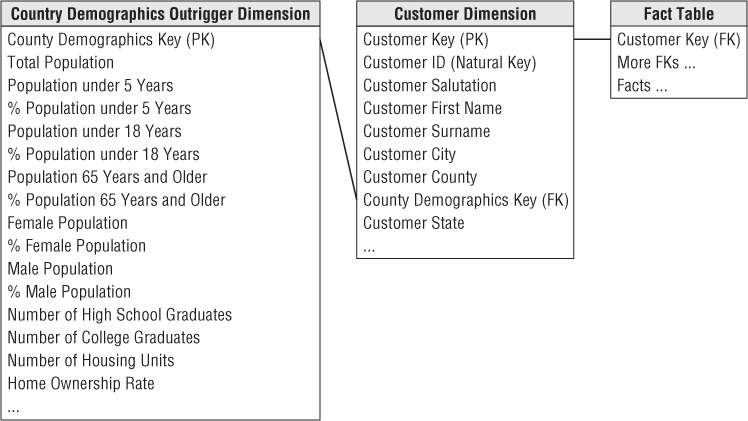 Country Demographics Outrigger Dimension
County Demographics Key (PK)
Total Population
Population under 5 Years
% Population under 5 Years
Population under 18 Years
% Population under 18 Years
Population 65 Years and Older
% Population 65 Years and Older
Female Population
% Female Population
Male Population
% Male Population
Number of High School Graduates
Number of College Graduates
Number of Housing Units
Home Ownership Rate
...
Customer Dimension
Customer Key (PK)
Customer ID (Natural Key)
Customer Salutation
Customer First Name
Customer Surname
Customer City
Customer County
County Demographics Key (FK)
Customer State
...
Fact Table
Customer Key (FK)
More FKs ...
Facts ...